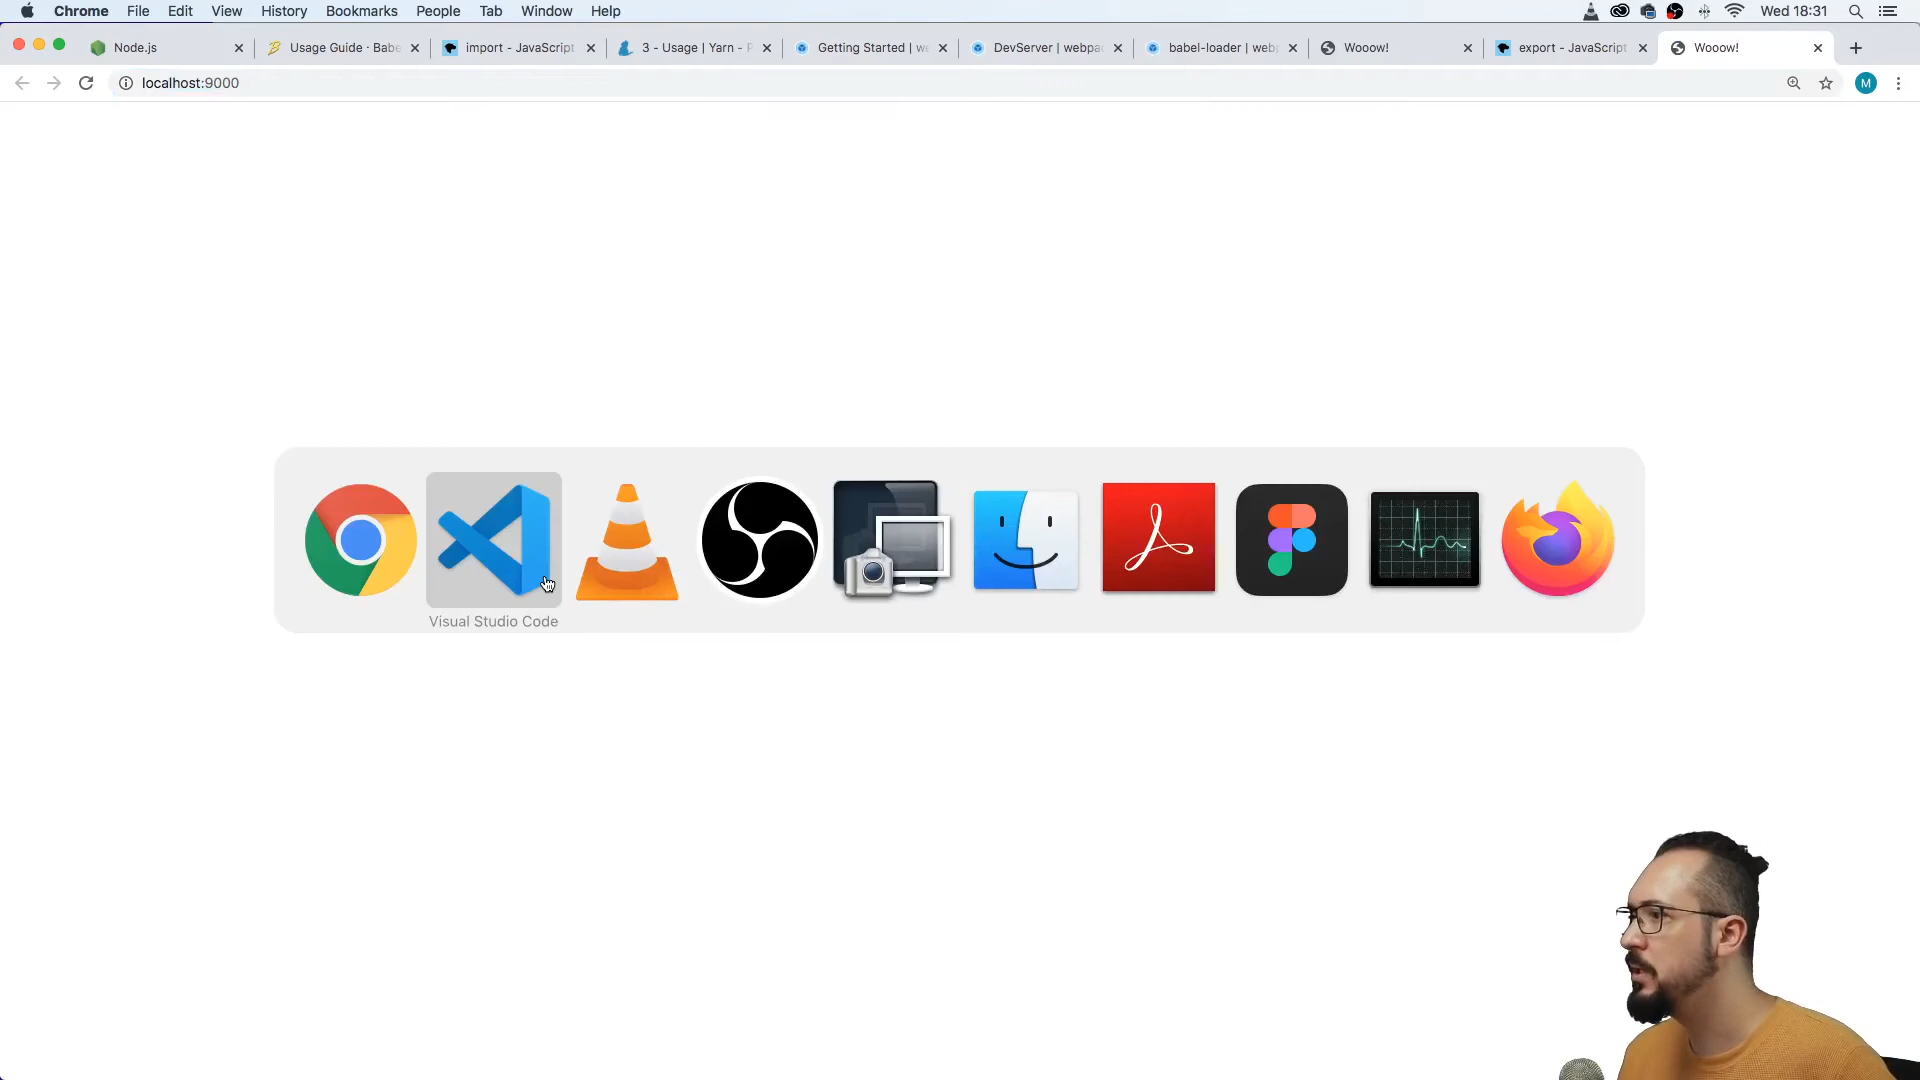 Chrome File Edit View History Bookmarks People Tab Window Help Wed 18:31
Node.js Usage Guide · Babe import - JavaScript 3 - Usage | Yarn - P Getting Started | we DevServer | webpac babel-loader | webp Wooow! export - JavaScript Wooow!
localhost:9000 M
Visual Studio Code